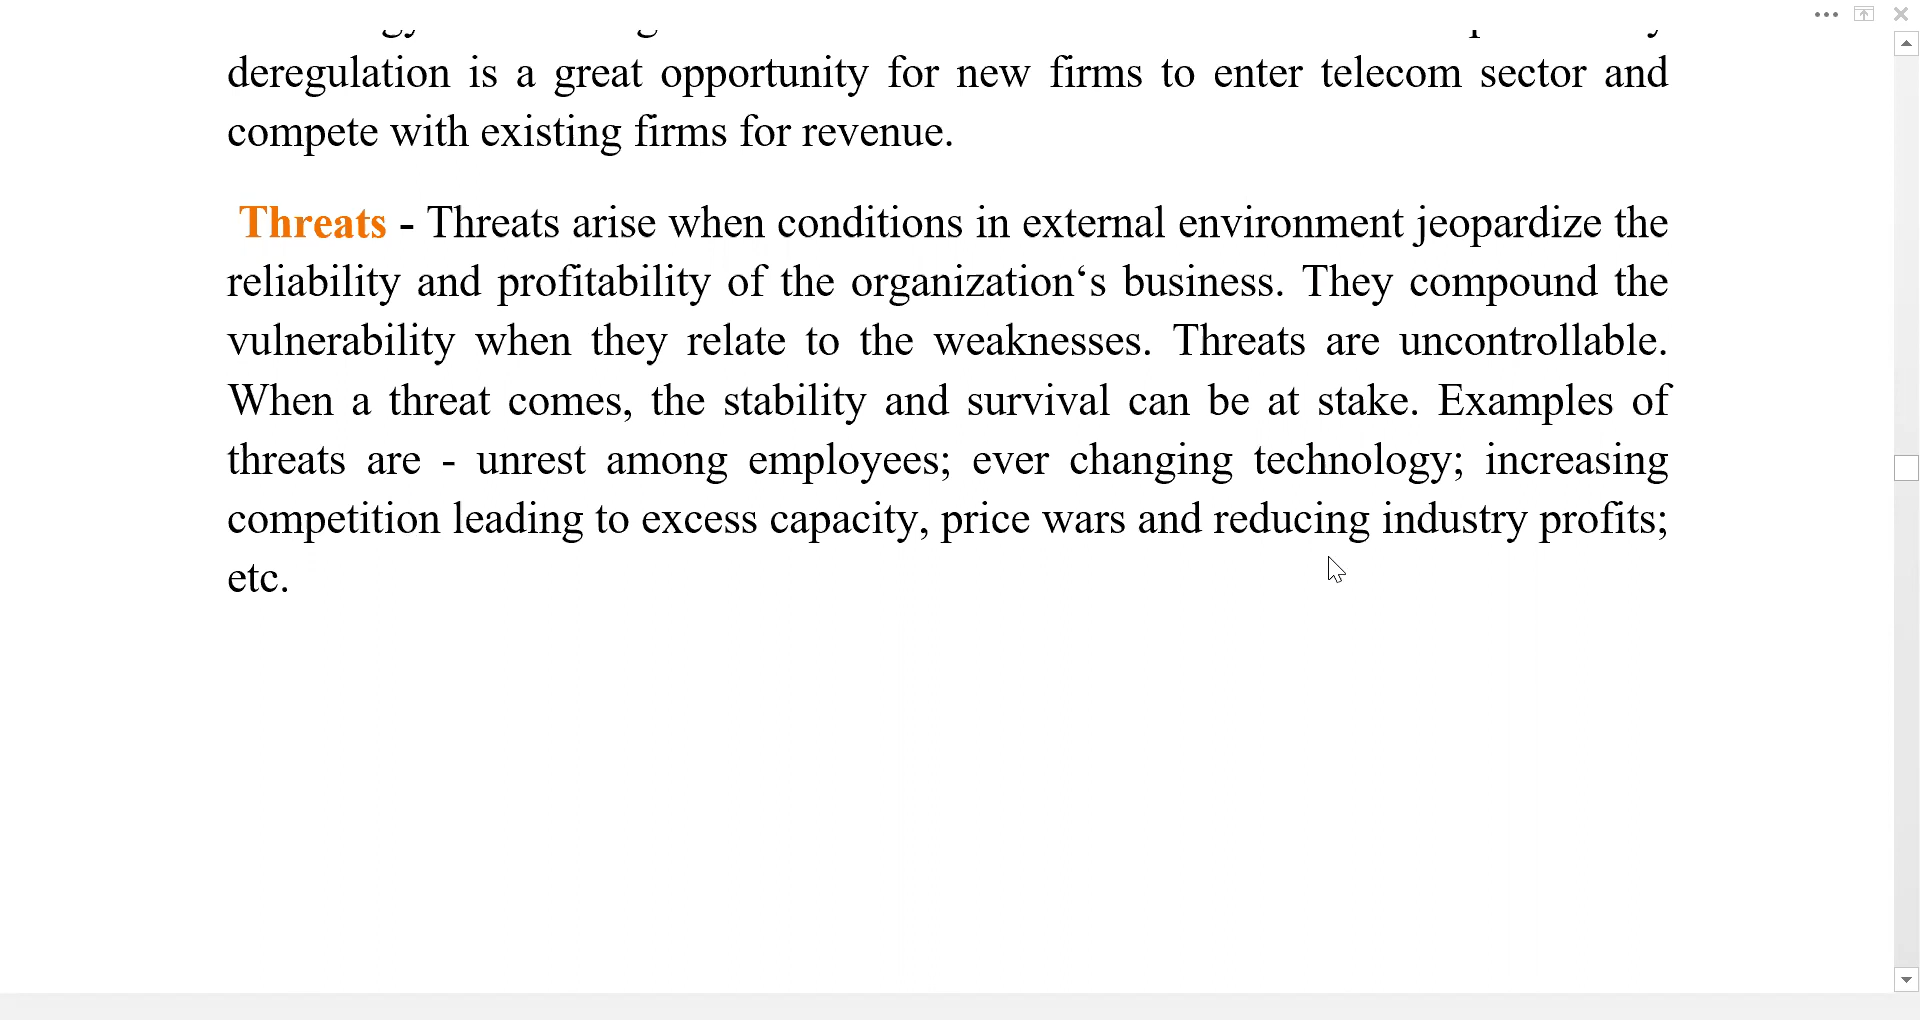 deregulation is a great opportunity for new firms to enter telecom sector and
compete with existing firms for revenue.
Threats - Threats arise when conditions in external environment jeopardize the
reliability and profitability of the organization‘s business. They compound the
vulnerability when they relate to the weaknesses. Threats are uncontrollable.
When a threat comes, the stability and survival can be at stake. Examples of
threats are - unrest among employees; ever changing technology; increasing
competition leading to excess capacity, price wars and reducing industry profits;
etc.